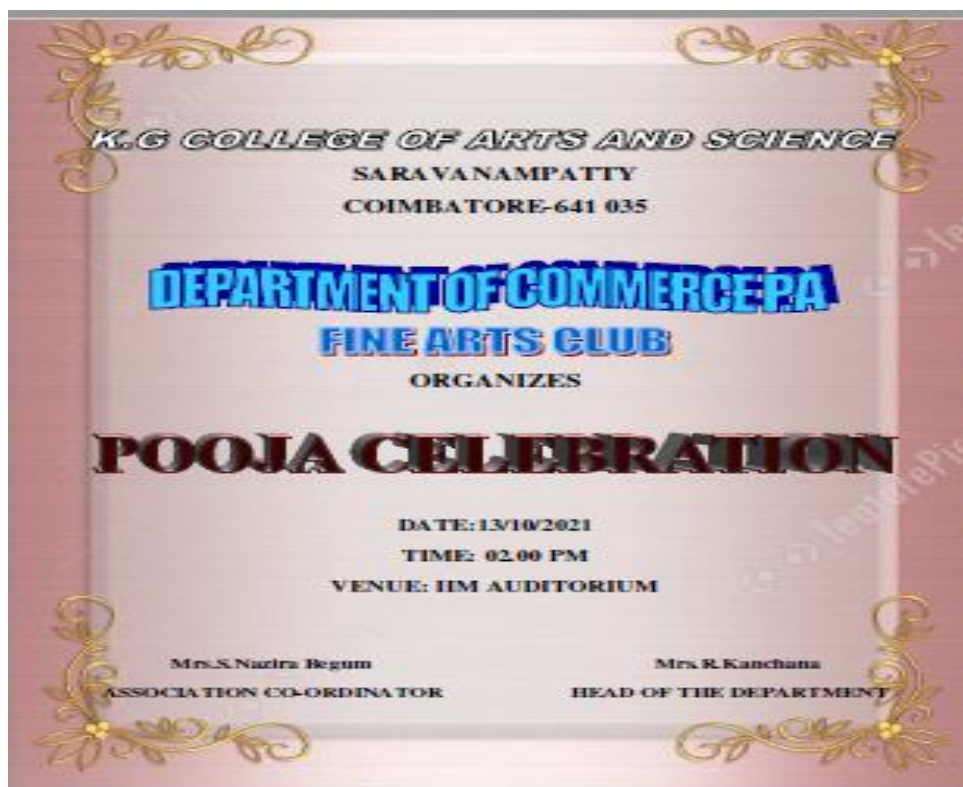 K.G COLLEGE OF ARTS AND SCIENCE
SARAVANAMPATTY
COIMBATORE-641 035
DEPARTMENT OF COMMERCE P.A
FINE ARTS CLUB
ORGANIZES
POOJA CELEBRATION
DATE:13/10/2021
TIME: 02.00 PM
VENUE: IIM AUDITORIUM
Mrs.S.Nazira Begum Mrs.R.Kanchana
ASSOCIATION CO-ORDINATOR HEAD OF THE DEPARTMENT